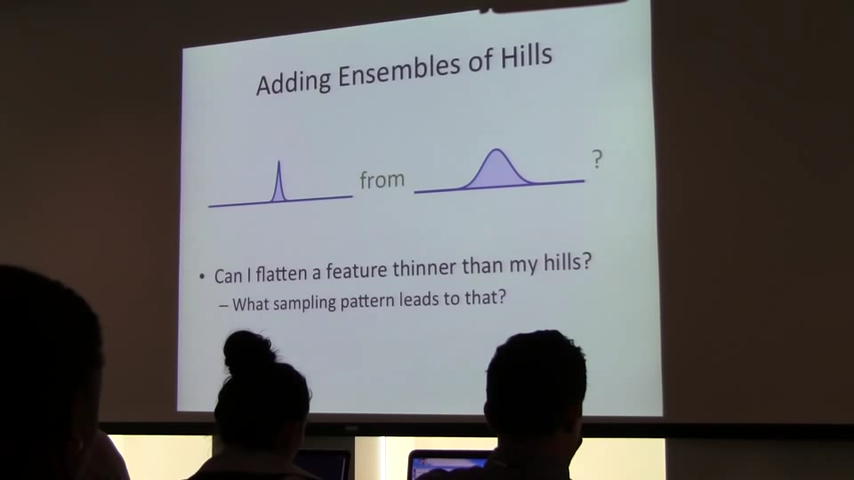 Adding Ensembles of Hills
from ?
• Can I flatten a feature thinner than my hills?
– What sampling pattern leads to that?